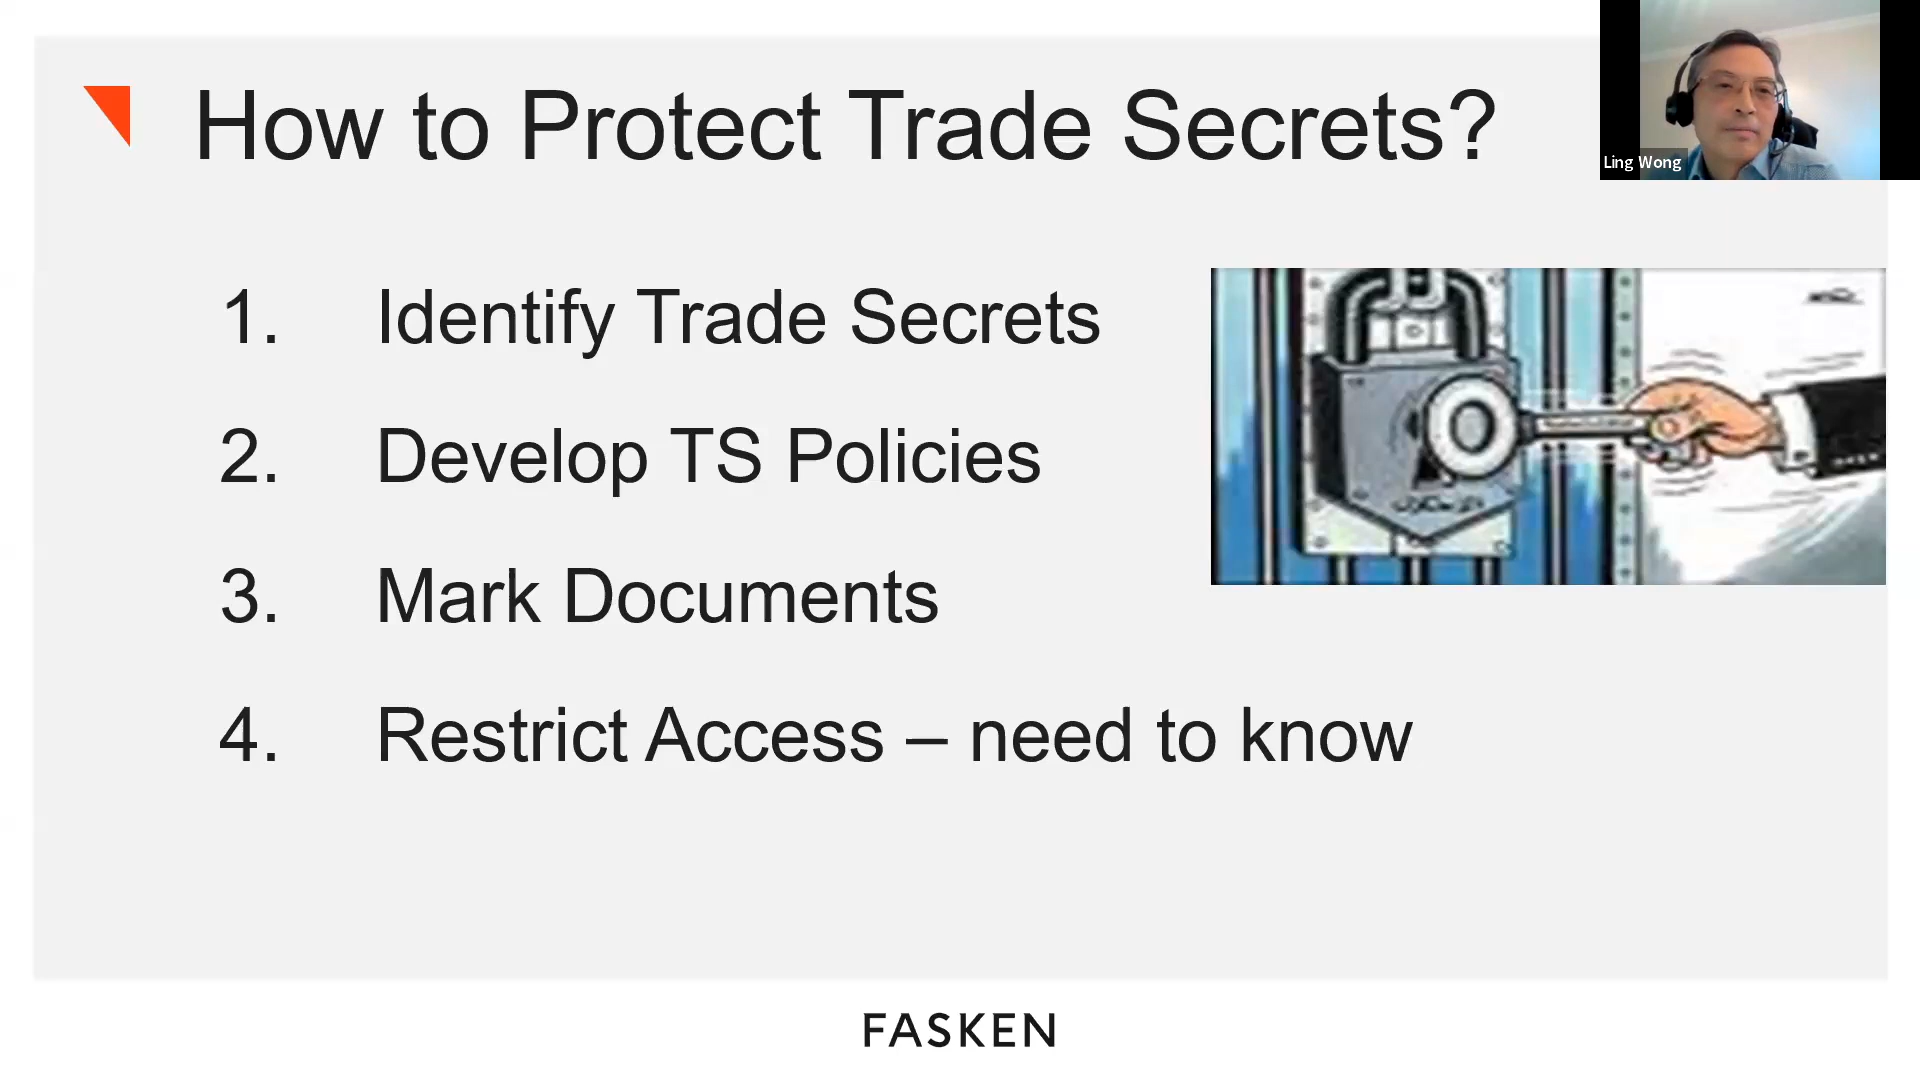 How to Protect Trade Secrets?
Ling Wong
1. Identify Trade Secrets
2. Develop TS Policies
3. Mark Documents
4. Restrict Access – need to know
FASKEN